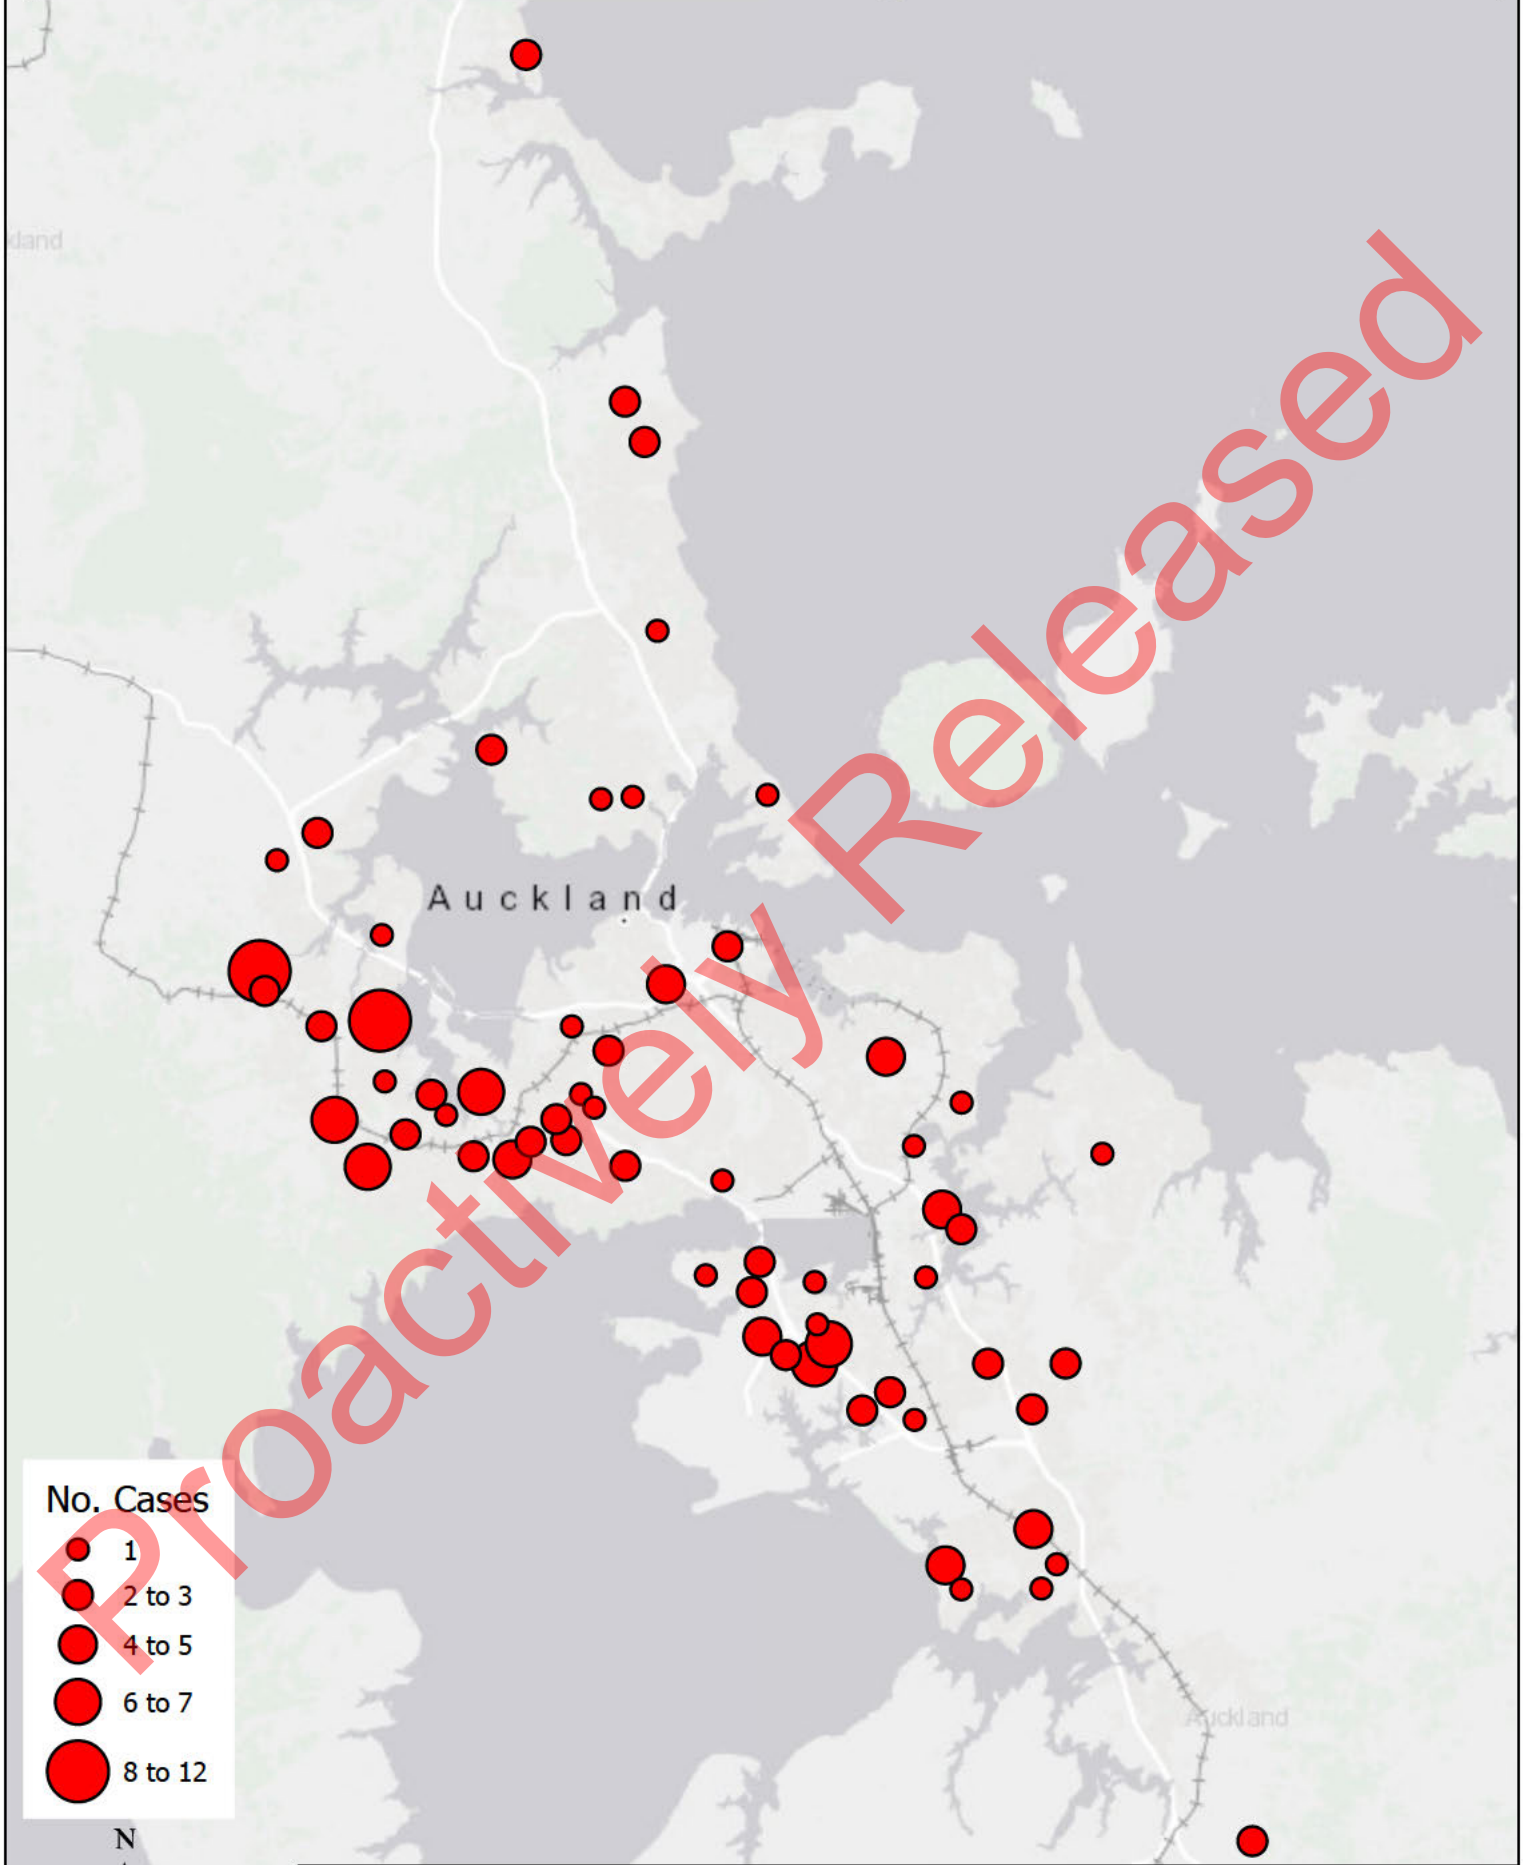 kland
Auckland
Proactively Released
No. Cases
1
2 to 3
4 to 5
6 to 7
8 to 12
Auckland
N